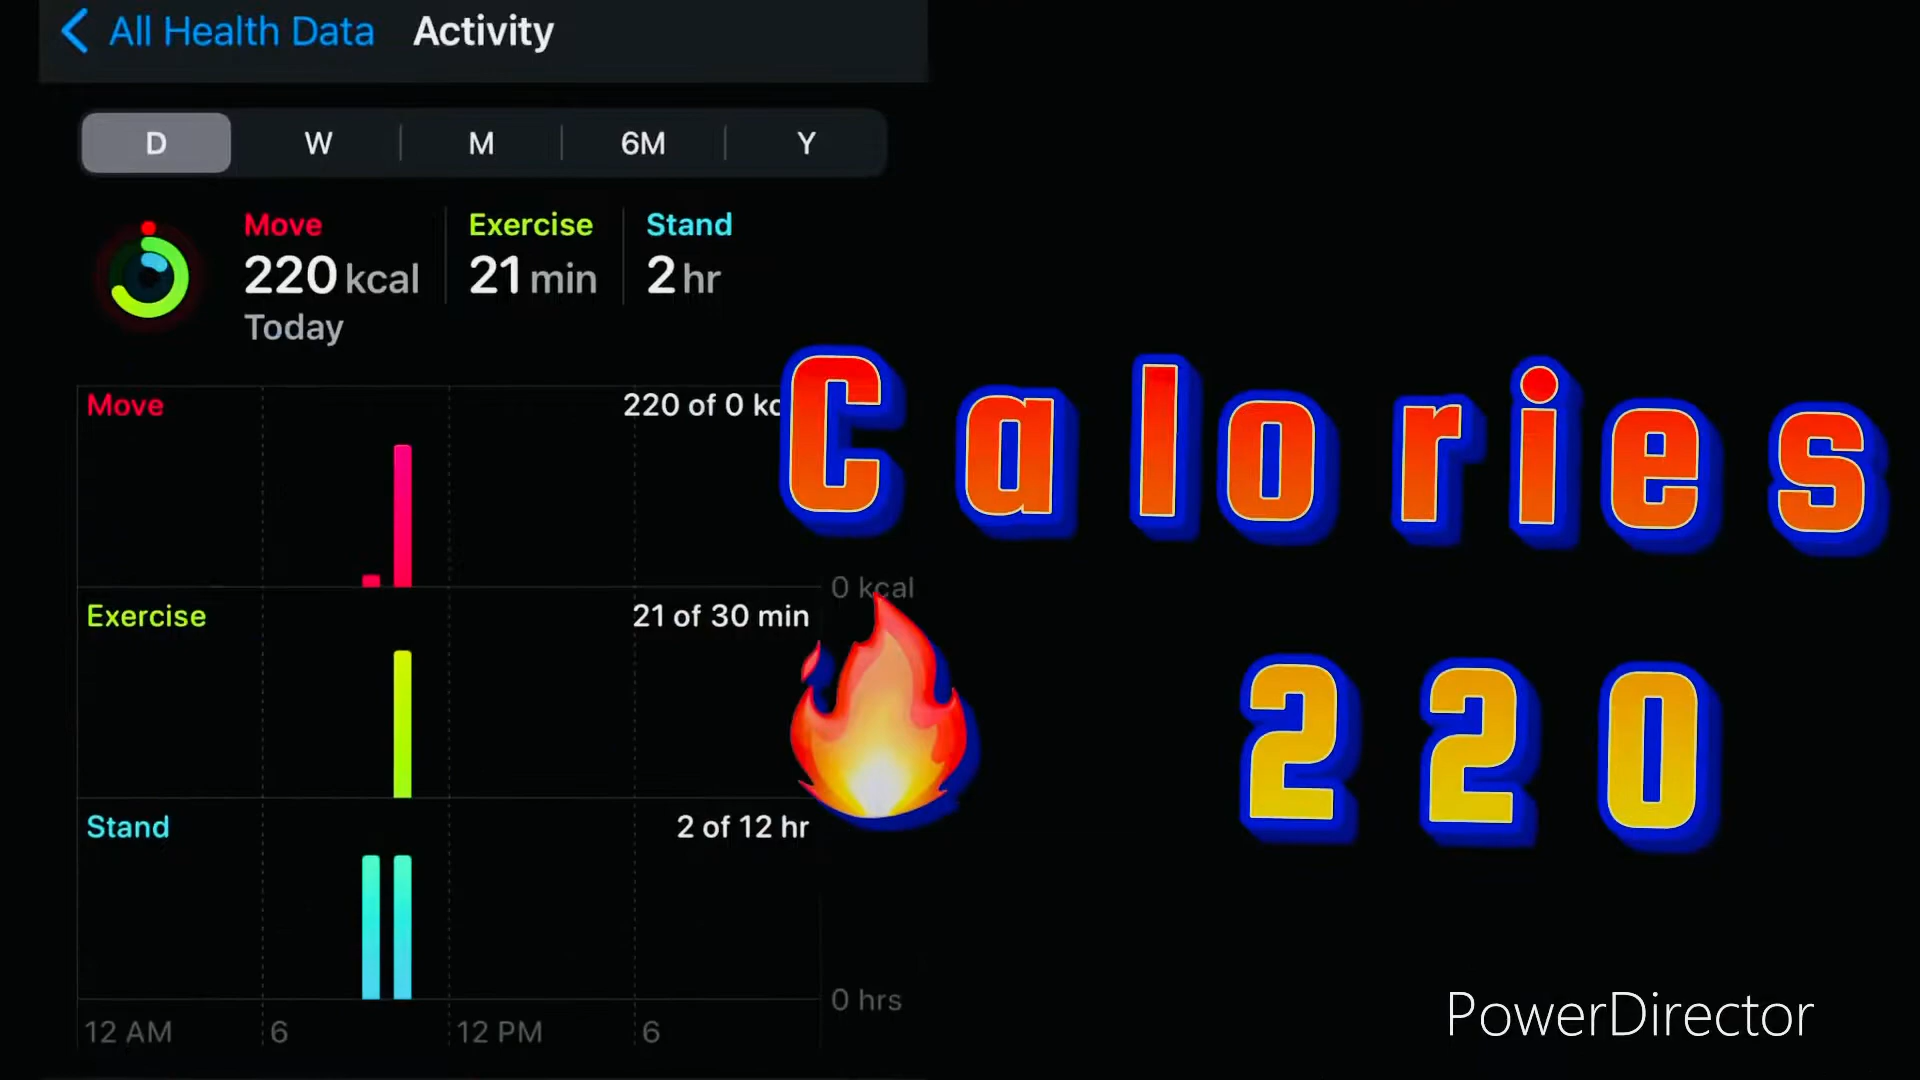 All Health Data Activity
D W M 6M Y
Move Exercise Stand
220 kcal 21 min 2 hr
Today
Move 220 of 0
Calories
0 kcal
Exercise 21 of 30 min
220
Stand 2 of 12 hr
0 hrs
12 AM 6 12 PM 6
PowerDirector